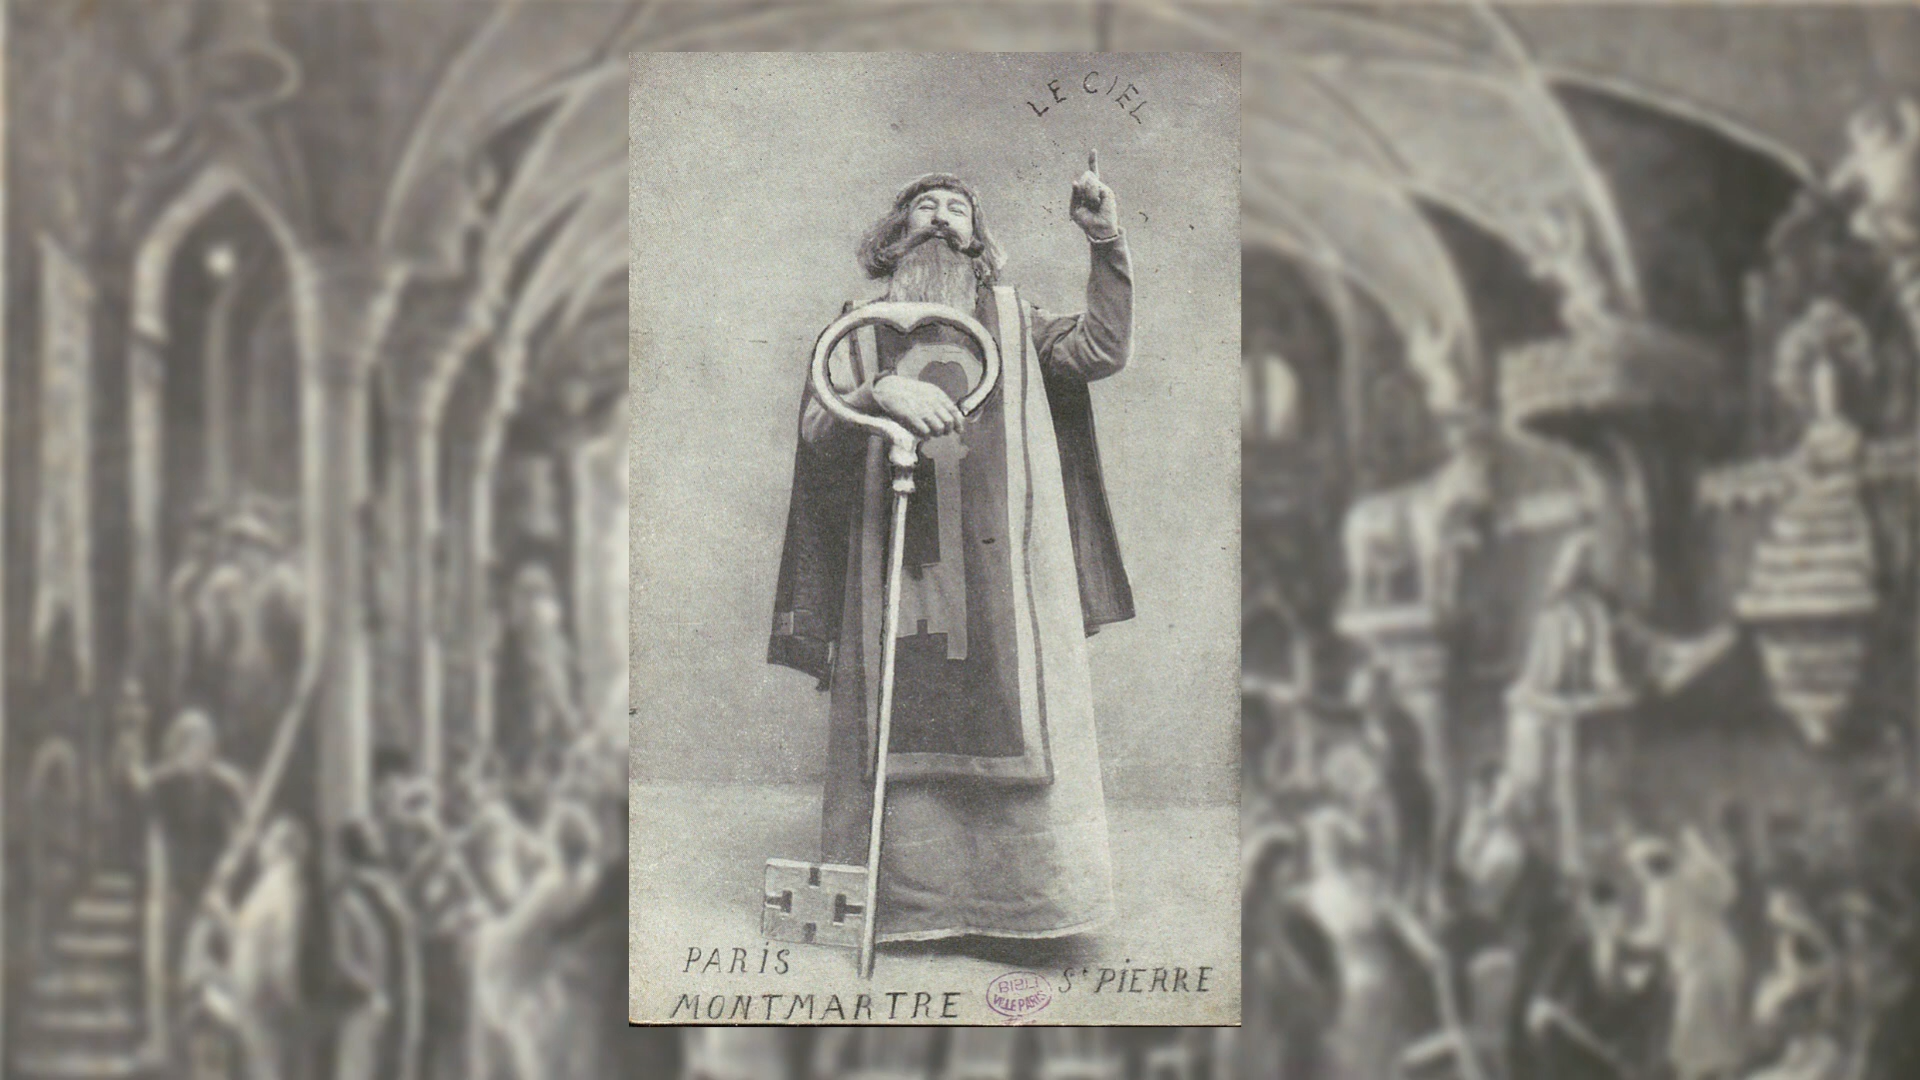 LE CIEL
PARIS
MONTMARTRE
BIBLI
VILLE PARIS
St PIERRE